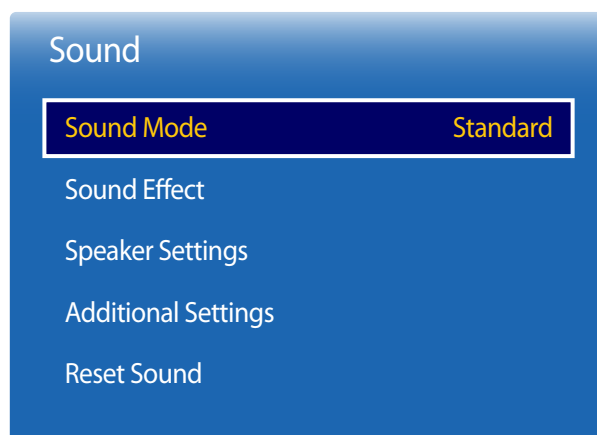 Sound
Sound Mode Standard
Sound Effect
Speaker Settings
Additional Settings
Reset Sound